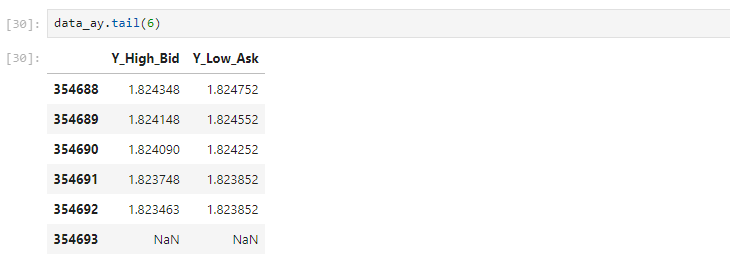 [30]: data_ay.tail(6)
[30]: Y_High_Bid Y_Low_Ask
354688 1.824348 1.824752
354689 1.824148 1.824552
354690 1.824090 1.824252
354691 1.823748 1.823852
354692 1.823463 1.823852
354693 NaN NaN